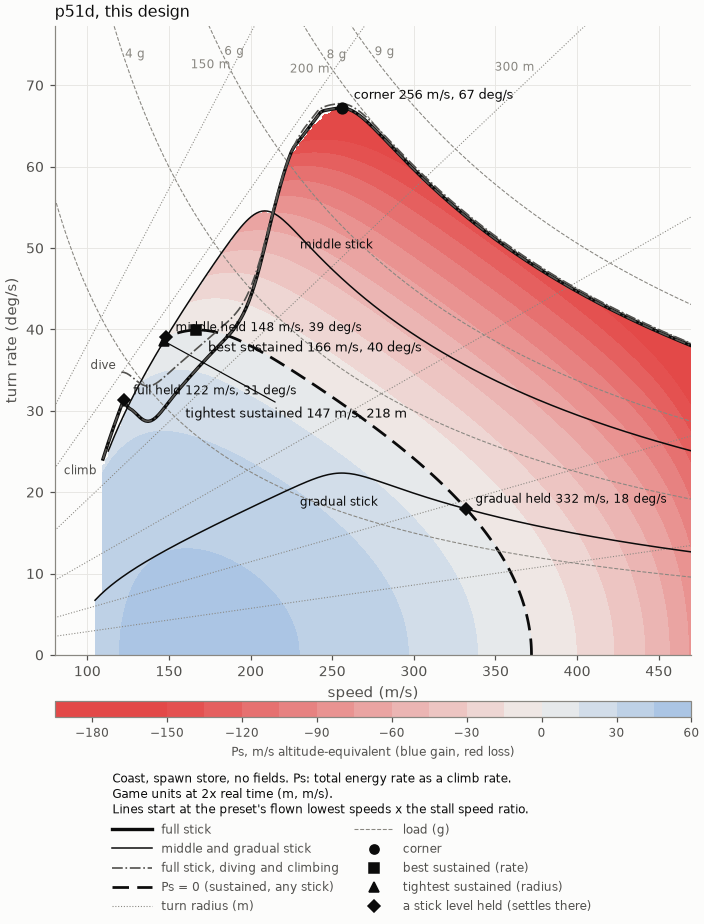 p51d, this design
4 g
6 g
8 g
9 g
150 m
200 m
300 m
corner 256 m/s, 67 deg/s
middle stick
middle held 148 m/s, 39 deg/s
best sustained 166 m/s, 40 deg/s
dive
full held 122 m/s, 31 deg/s
tightest sustained 147 m/s, 218 m
climb
gradual stick
gradual held 332 m/s, 18 deg/s
turn rate (deg/s)
70
60
50
40
30
20
10
0
100 150 200 250 300 350 400 450
speed (m/s)
−180 −150 −120 −90 −60 −30 0 30 60
Ps, m/s altitude-equivalent (blue gain, red loss)
Coast, spawn store, no fields. Ps: total energy rate as a climb rate.
Game units at 2x real time (m, m/s).
Lines start at the preset's flown lowest speeds x the stall speed ratio.
full stick
middle and gradual stick
full stick, diving and climbing
Ps = 0 (sustained, any stick)
turn radius (m)
load (g)
corner
best sustained (rate)
tightest sustained (radius)
a stick level held (settles there)